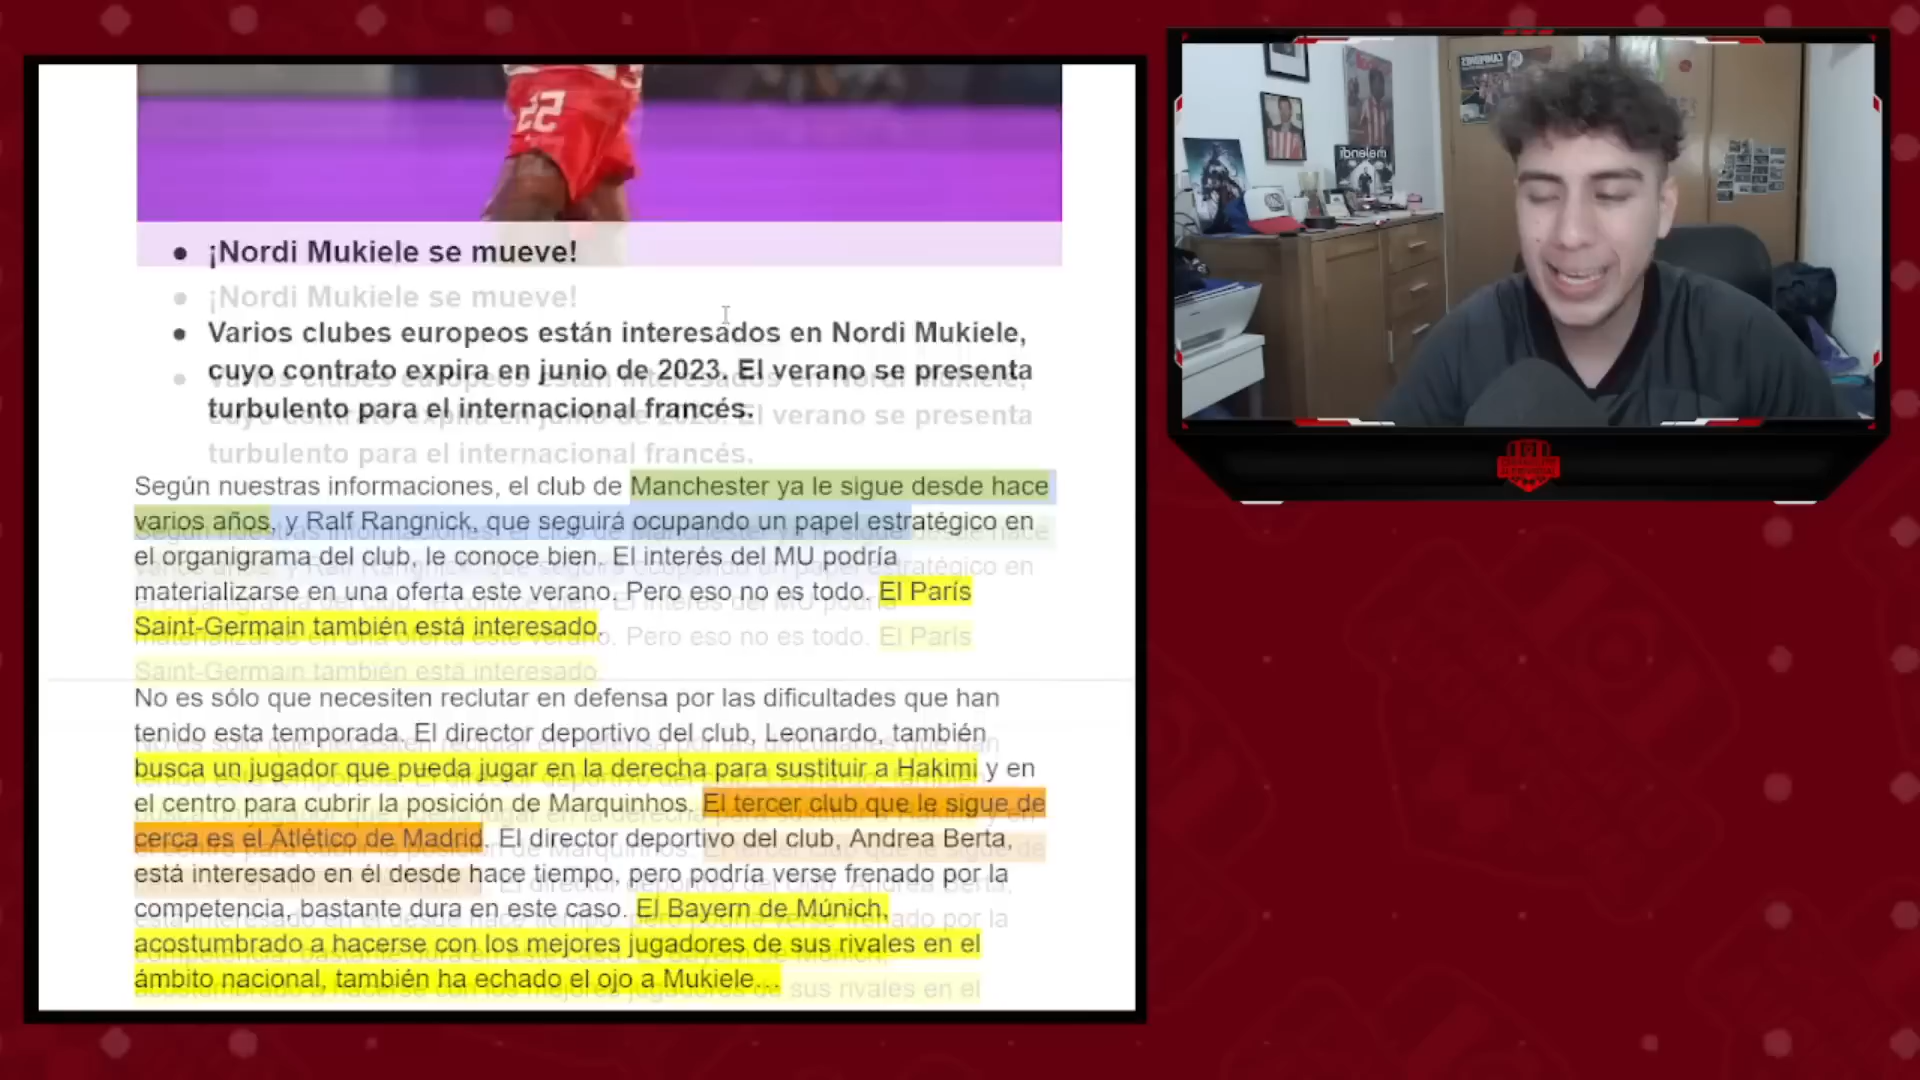 22
¡Nordi Mukiele se mueve!
Varios clubes europeos están interesados en Nordi Mukiele,
cuyo contrato expira en junio de 2023. El verano se presenta
turbulento para el internacional francés.
Según nuestras informaciones, el club de Manchester ya le sigue desde hace
varios años, y Ralf Rangnick, que seguirá ocupando un papel estratégico en
el organigrama del club, le conoce bien. El interés del MU podría
materializarse en una oferta este verano. Pero eso no es todo. El París
Saint-Germain también está interesado.
No es sólo que necesiten reclutar en defensa por las dificultades que han
tenido esta temporada. El director deportivo del club, Leonardo, también
busca un jugador que pueda jugar en la derecha para sustituir a Hakimi y en
el centro para cubrir la posición de Marquinhos. El tercer club que le sigue de
cerca es el Atlético de Madrid. El director deportivo del club, Andrea Berta,
está interesado en él desde hace tiempo, pero podría verse frenado por la
competencia, bastante dura en este caso. El Bayern de Múnich,
acostumbrado a hacerse con los mejores jugadores de sus rivales en el
ámbito nacional, también ha echado el ojo a Mukiele...
CAMPEONES
melendi